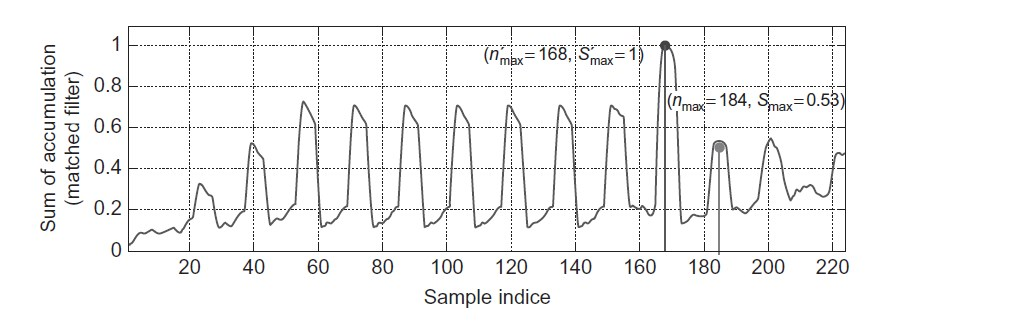 Sum of accumulation
(matched filter)
1
0.8
0.6
0.4
0.2
0
(n′max=168, S′max=1)
(nmax=184, Smax=0.53)
20 40 60 80 100 120 140 160 180 200 220
Sample indice